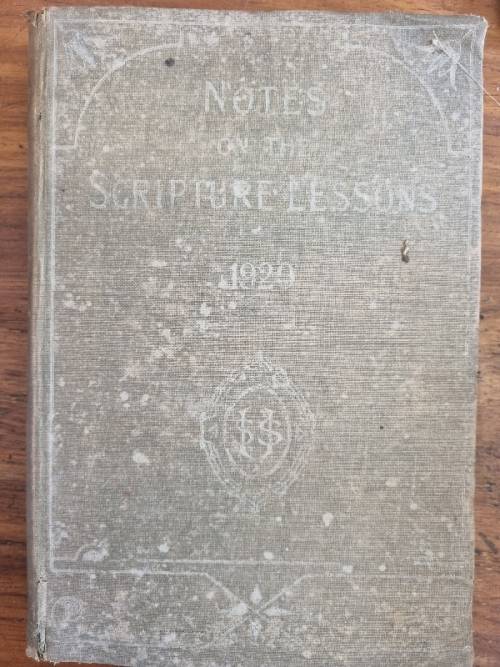 NOTES
ON THE
SCRIPTURE LESSONS
1920